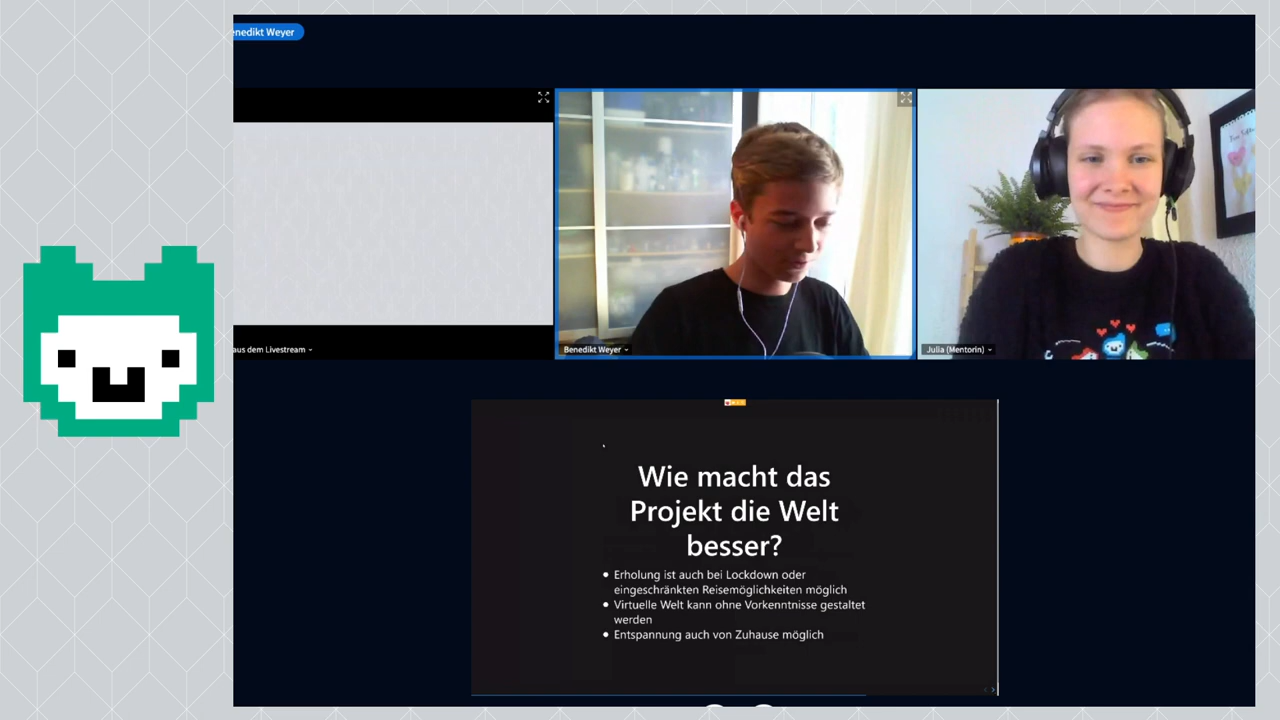 enedikt Weyer
aus dem Livestream
Benedikt Weyer
Julia (Mentorin)
Wie macht das
Projekt die Welt
besser?
• Erholung ist auch bei Lockdown oder
eingeschränkten Reisemöglichkeiten möglich
• Virtuelle Welt kann ohne Vorkenntnisse gestaltet
werden
• Entspannung auch von Zuhause möglich